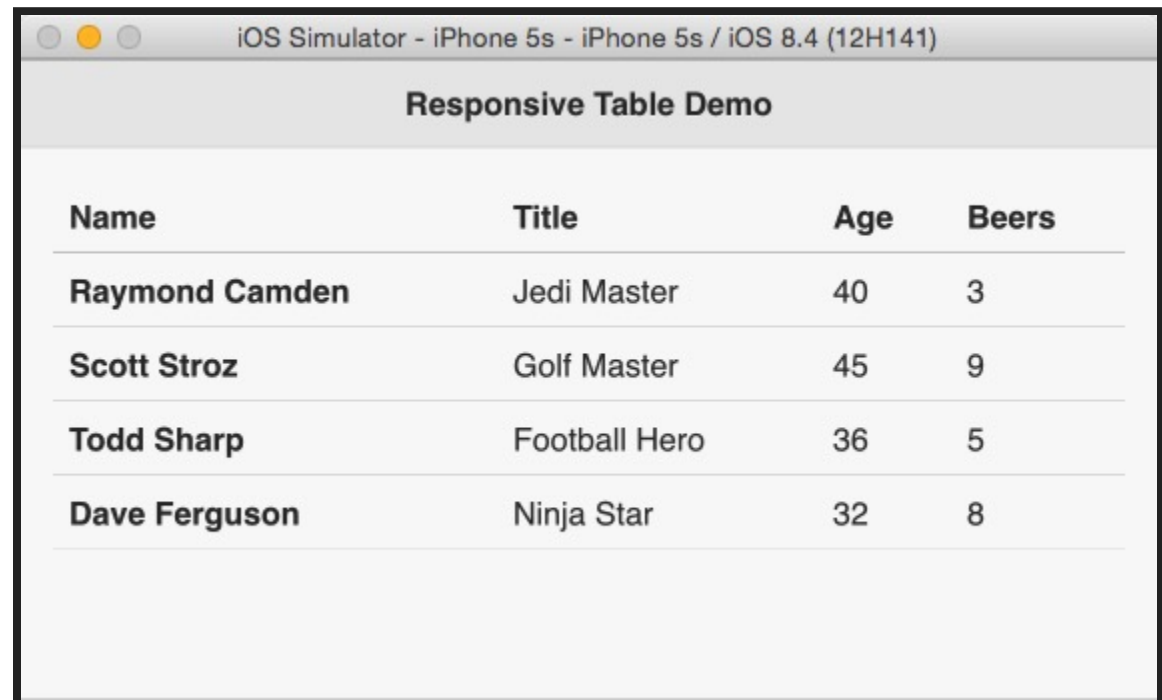 iOS Simulator - iPhone 5s - iPhone 5s / iOS 8.4 (12H141)
Responsive Table Demo
Name Title Age Beers
Raymond Camden Jedi Master 40 3
Scott Stroz Golf Master 45 9
Todd Sharp Football Hero 36 5
Dave Ferguson Ninja Star 32 8